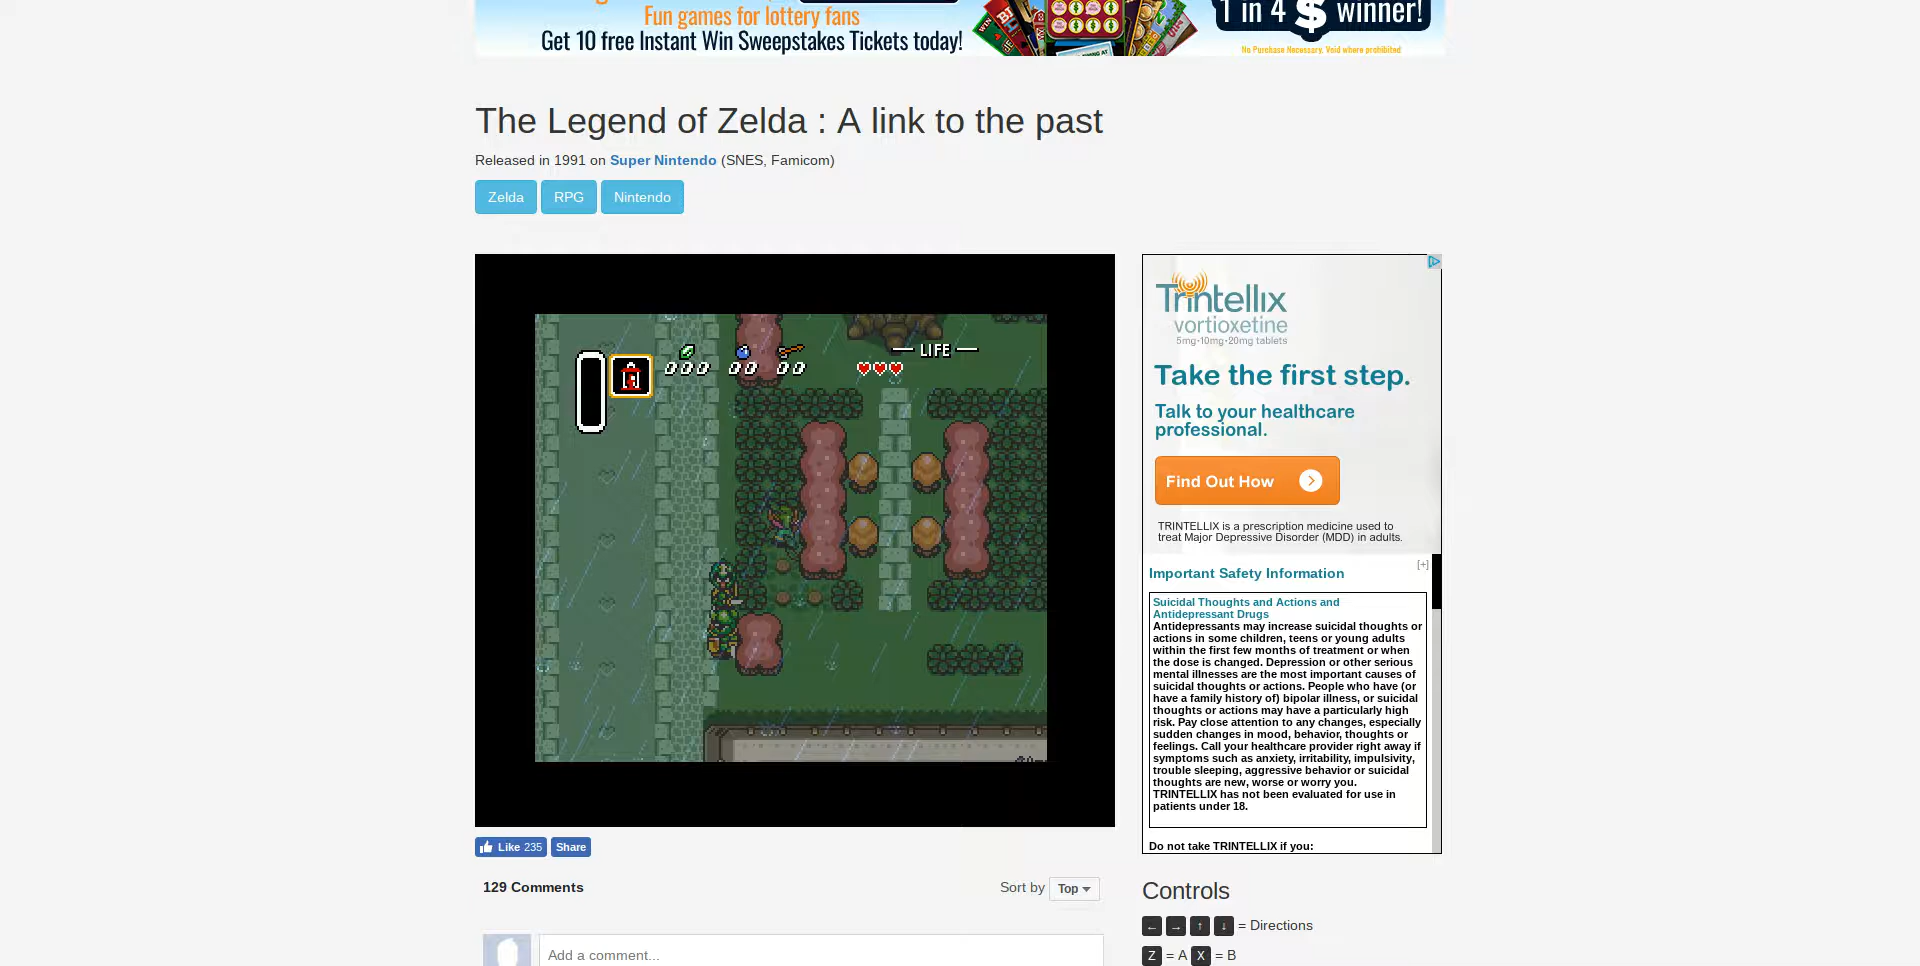 Fun games for lottery fans
Get 10 free Instant Win Sweepstakes Tickets today!
1 in 4 $ winner!
No Purchase Necessary. Void where prohibited
The Legend of Zelda : A link to the past
Released in 1991 on Super Nintendo (SNES, Famicom)
Zelda RPG Nintendo
LIFE
000 00 00
Trintellix
vortioxetine
5mg•10mg•20mg tablets
Take the first step.
Talk to your healthcare
professional.
Find Out How
TRINTELLIX is a prescription medicine used to
treat Major Depressive Disorder (MDD) in adults.
[+]
Important Safety Information
Suicidal Thoughts and Actions and
Antidepressant Drugs
Antidepressants may increase suicidal thoughts or
actions in some children, teens or young adults
within the first few months of treatment or when
the dose is changed. Depression or other serious
mental illnesses are the most important causes of
suicidal thoughts or actions. People who have (or
have a family history of) bipolar illness, or suicidal
thoughts or actions may have a particularly high
risk. Pay close attention to any changes, especially
sudden changes in mood, behavior, thoughts or
feelings. Call your healthcare provider right away if
symptoms such as anxiety, irritability, impulsivity,
trouble sleeping, aggressive behavior or suicidal
thoughts are new, worse or worry you.
TRINTELLIX has not been evaluated for use in
patients under 18.
Do not take TRINTELLIX if you:
Like 235 Share
129 Comments
Sort by Top
Add a comment...
Controls
← → ↑ ↓ = Directions
Z = A X = B